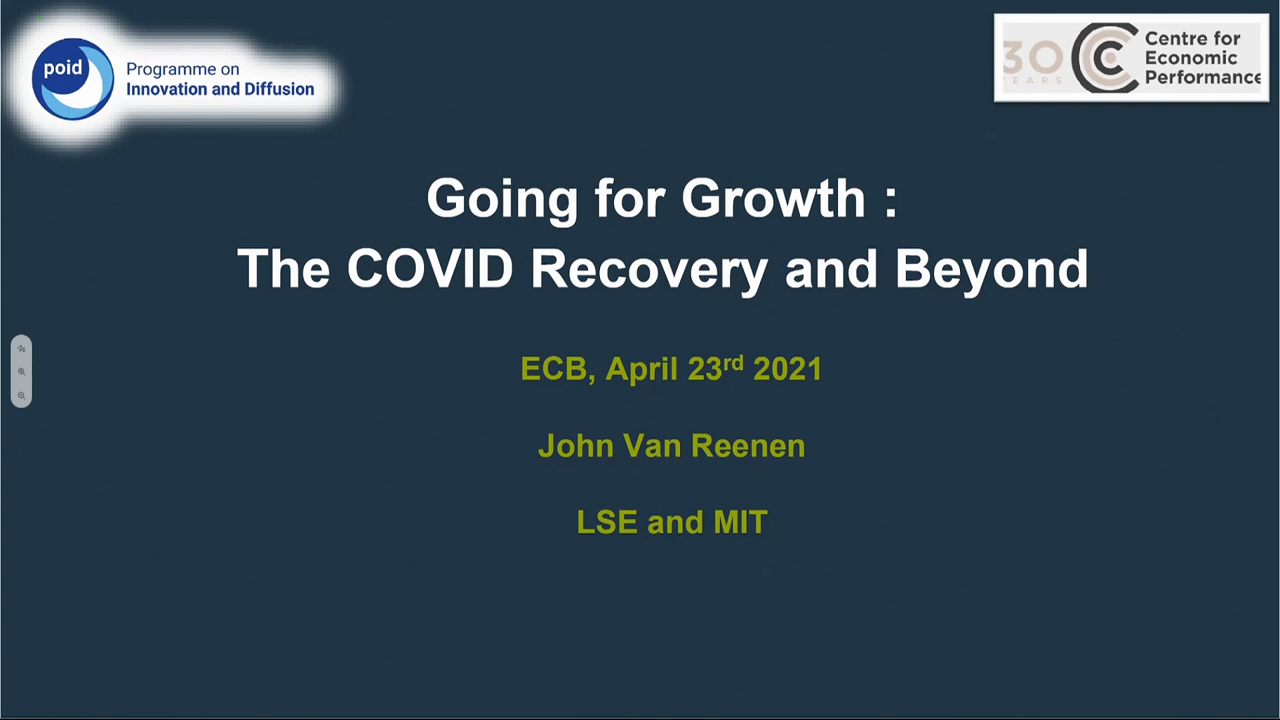 poid
Programme on
Innovation and Diffusion
30
YEARS
Centre for
Economic
Performance
Going for Growth :
The COVID Recovery and Beyond
ECB, April 23rd 2021
John Van Reenen
LSE and MIT